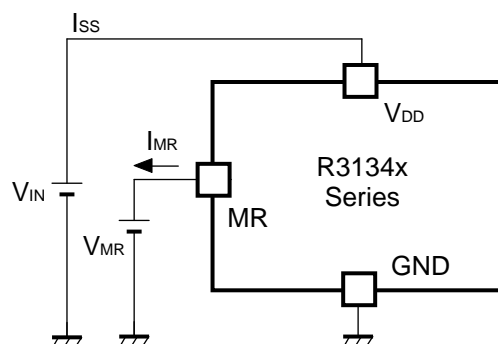 ISS
VDD
IMR
R3134x
Series
VIN
MR
VMR
GND